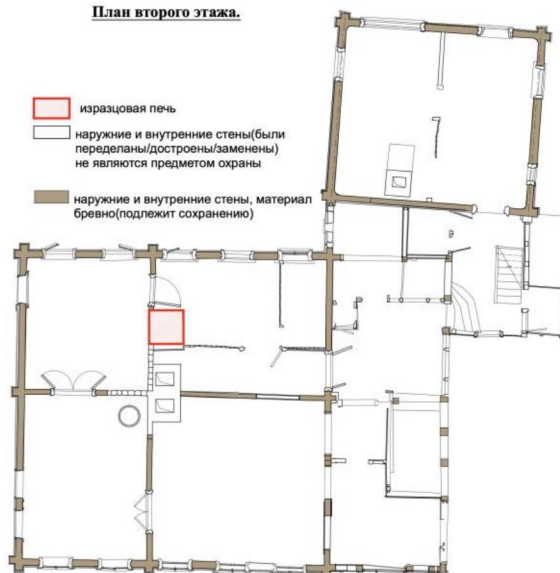 План второго этажа.
изразцовая печь
наружние и внутренние стены(были
переделаны/достроены/заменены)
не являются предметом охраны
наружние и внутренние стены, материал
бревно(подлежит сохранению)